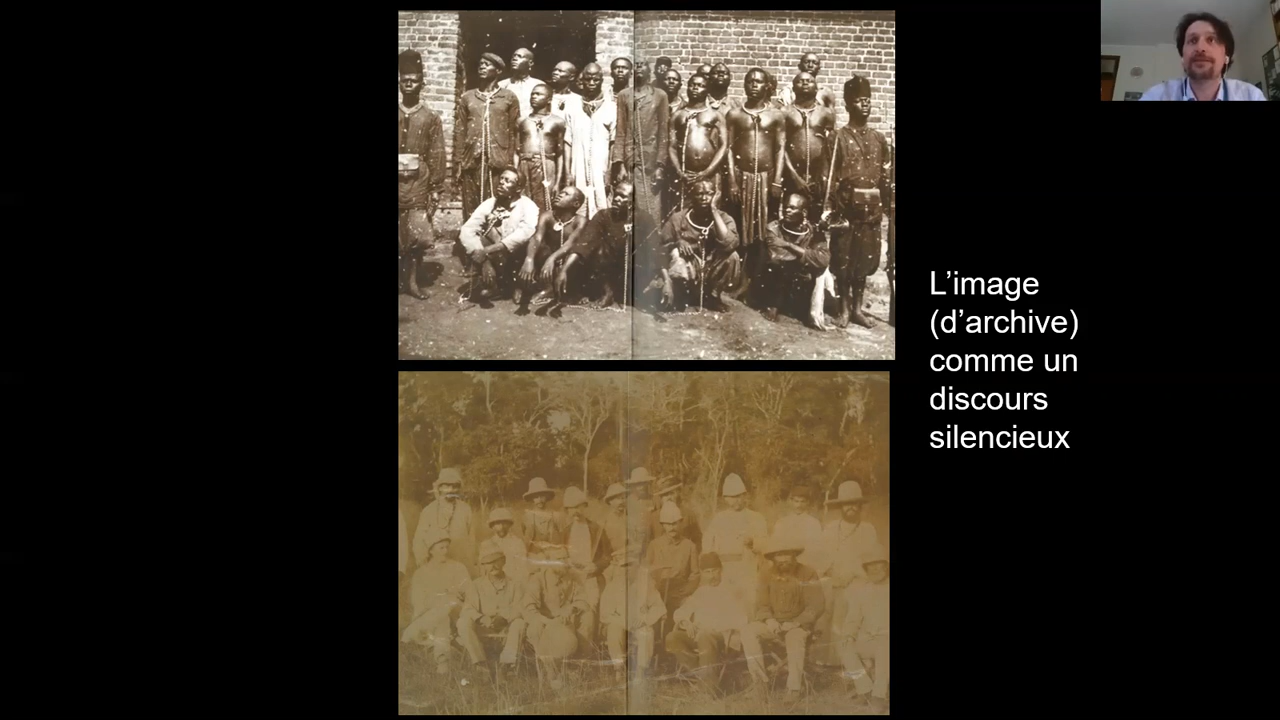 L’image
(d’archive)
comme un
discours
silencieux